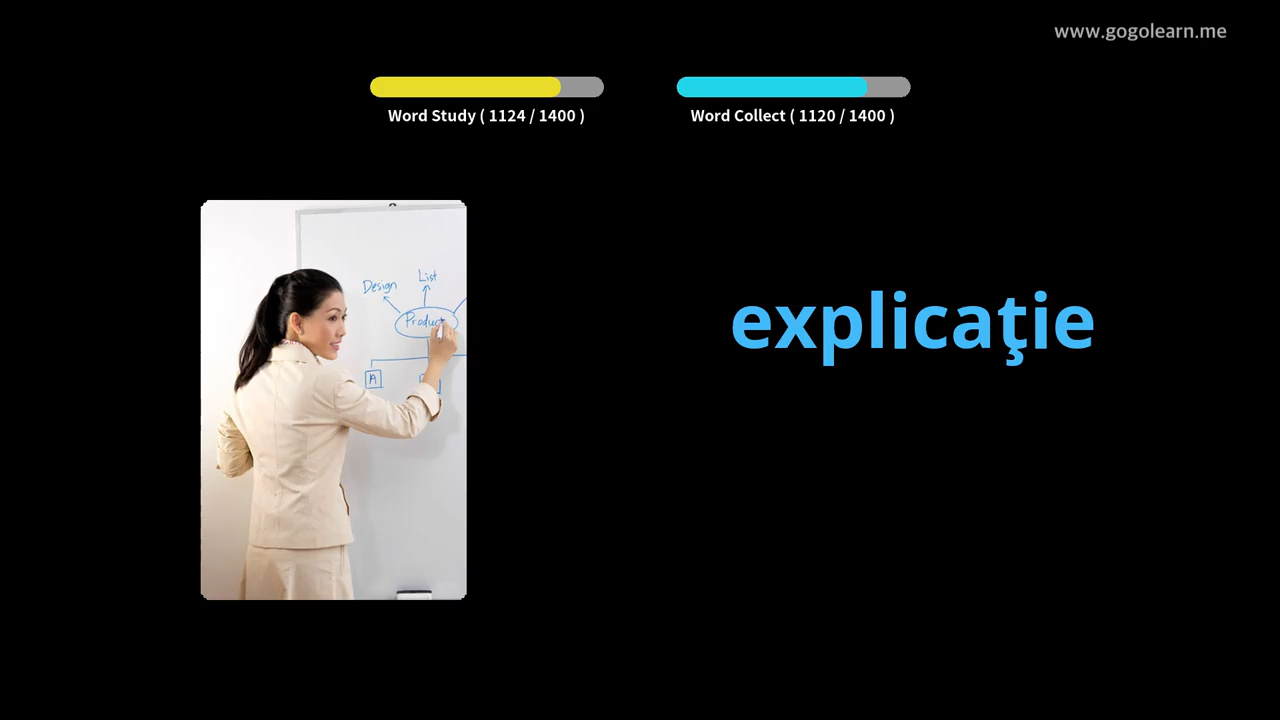 www.gogolearn.me
Word Study ( 1124 / 1400 )
Word Collect ( 1120 / 1400 )
List
Design
Product
A
explicaţie